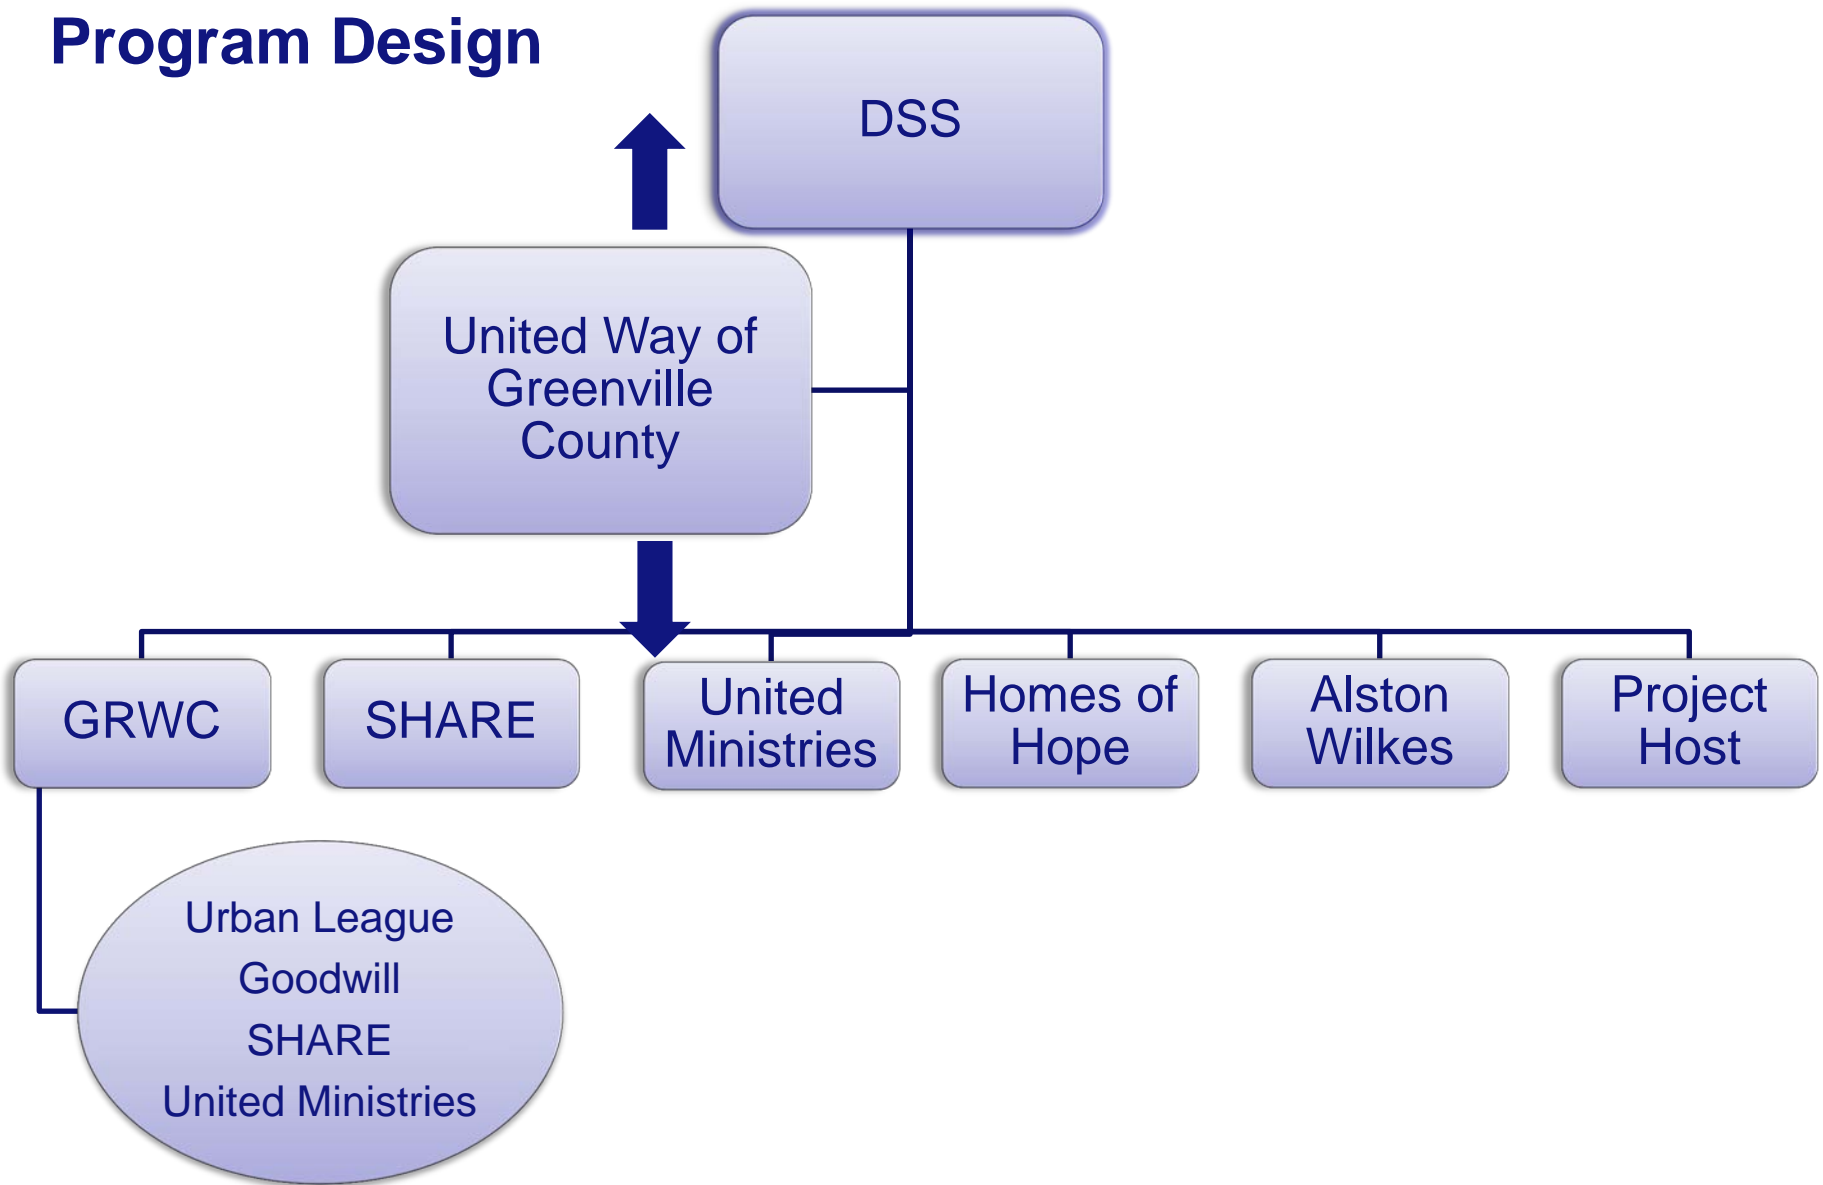 Program Design
DSS
United Way of
Greenville
County
GRWC
SHARE
United
Ministries
Homes of
Hope
Alston
Wilkes
Project
Host
Urban League
Goodwill
SHARE
United Ministries